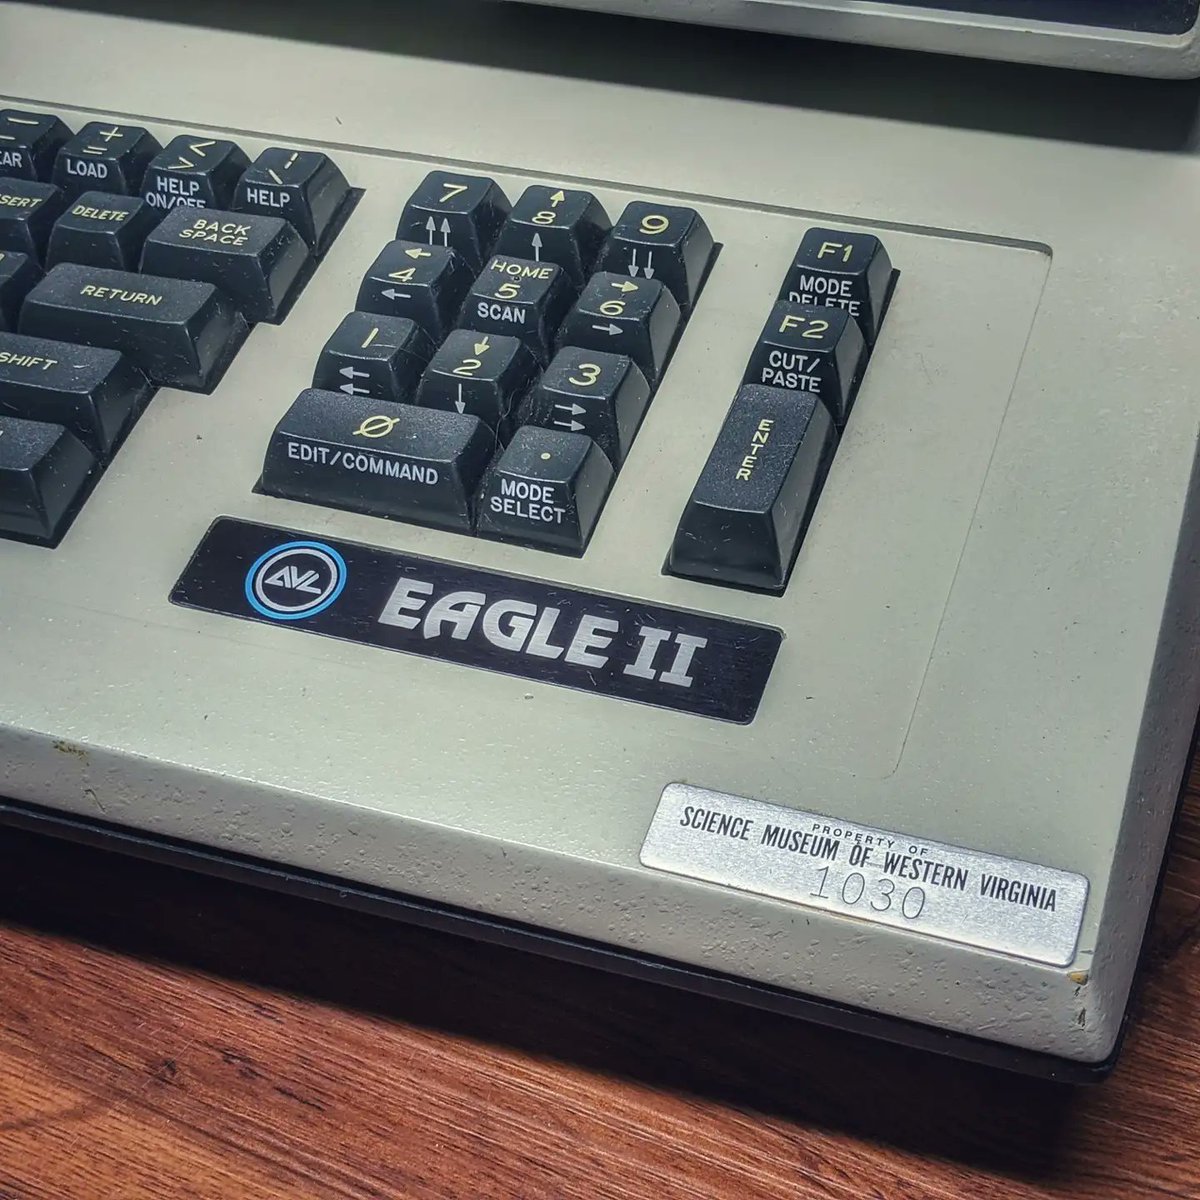 +
=
LOAD
<
>
HELP
ON/OFF
HELP
DELETE
BACK
SPACE
RETURN
SHIFT
7
↑↑
↑
8
↑
9
↓↓
←
4
←
HOME
5
SCAN
→
6
→
1
←
←
↓
2
↓
3
→
→
Ø
EDIT/COMMAND
.
MODE
SELECT
F1
MODE
DELETE
F2
CUT/
PASTE
ENTER
AVL EAGLE II
PROPERTY OF
SCIENCE MUSEUM OF WESTERN VIRGINIA
1030